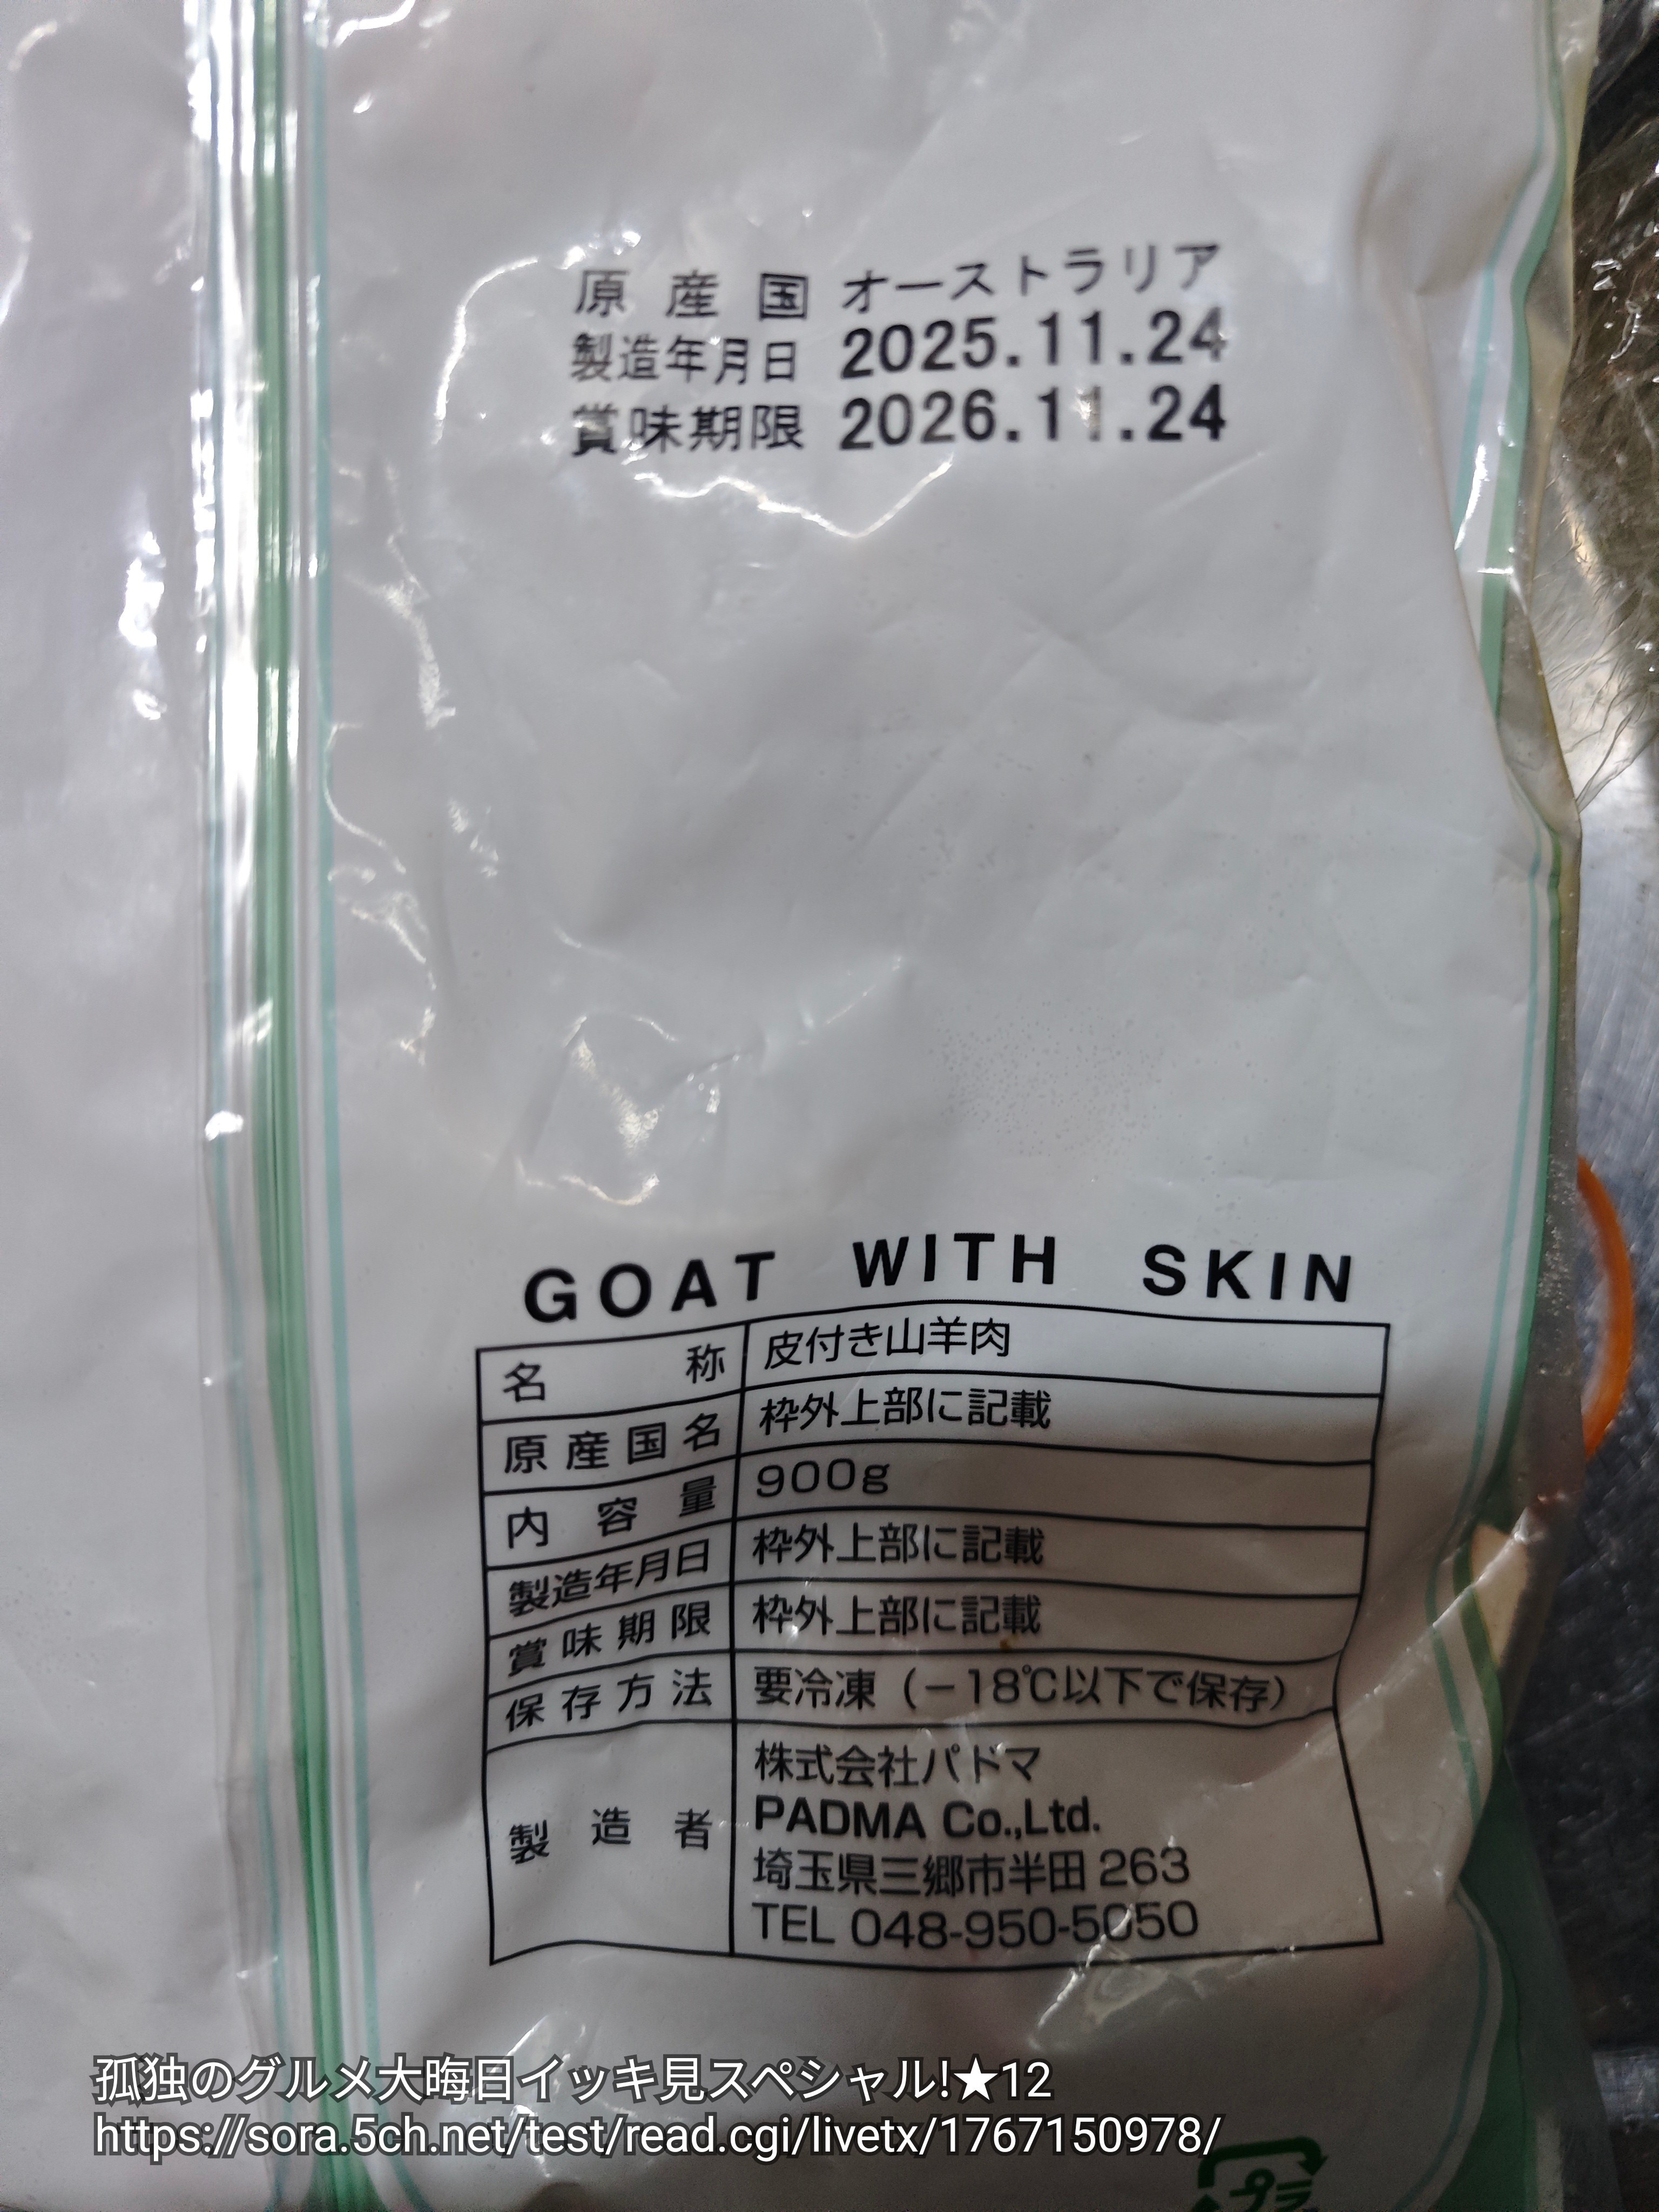 原産国 オーストラリア
製造年月日 2025.11.24
賞味期限 2026.11.24
GOAT WITH SKIN
名称 皮付き山羊肉
原産国名 枠外上部に記載
内容量 900g
製造年月日 枠外上部に記載
賞味期限 枠外上部に記載
保存方法 要冷凍（－18℃以下で保存）
製造者 株式会社パドマ
PADMA Co.,Ltd.
埼玉県三郷市半田 263
TEL 048-950-5050
孤独のグルメ大晦日イッキ見スペシャル!★12
https://sora.5ch.net/test/read.cgi/livetx/1767150978/
プラ